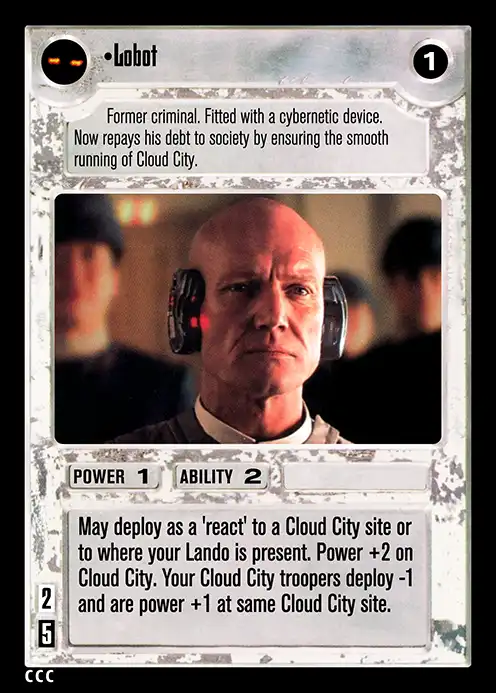 •Lobot
1
Former criminal. Fitted with a cybernetic device.
Now repays his debt to society by ensuring the smooth
running of Cloud City.
POWER 1 ABILITY 2
May deploy as a 'react' to a Cloud City site or
to where your Lando is present. Power +2 on
Cloud City. Your Cloud City troopers deploy -1
and are power +1 at same Cloud City site.
2
5
CCC